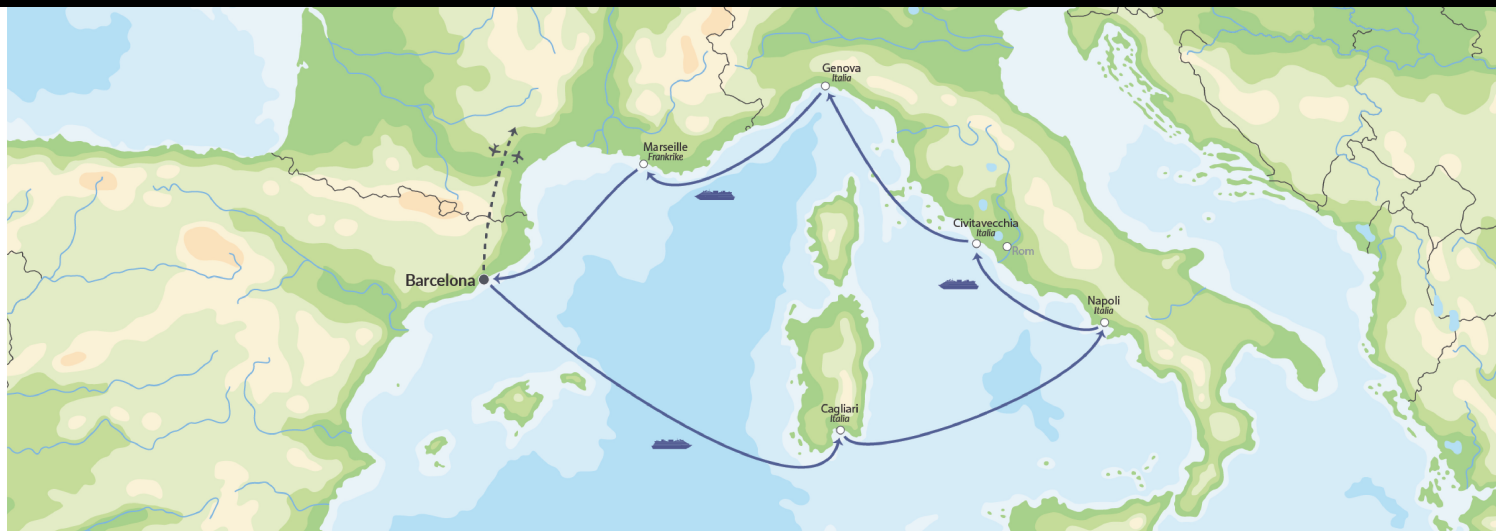 Genova
Italia
Marseille
Frankrike
Civitavecchia
Italia
Rom
Barcelona
Napoli
Italia
Cagliari
Italia